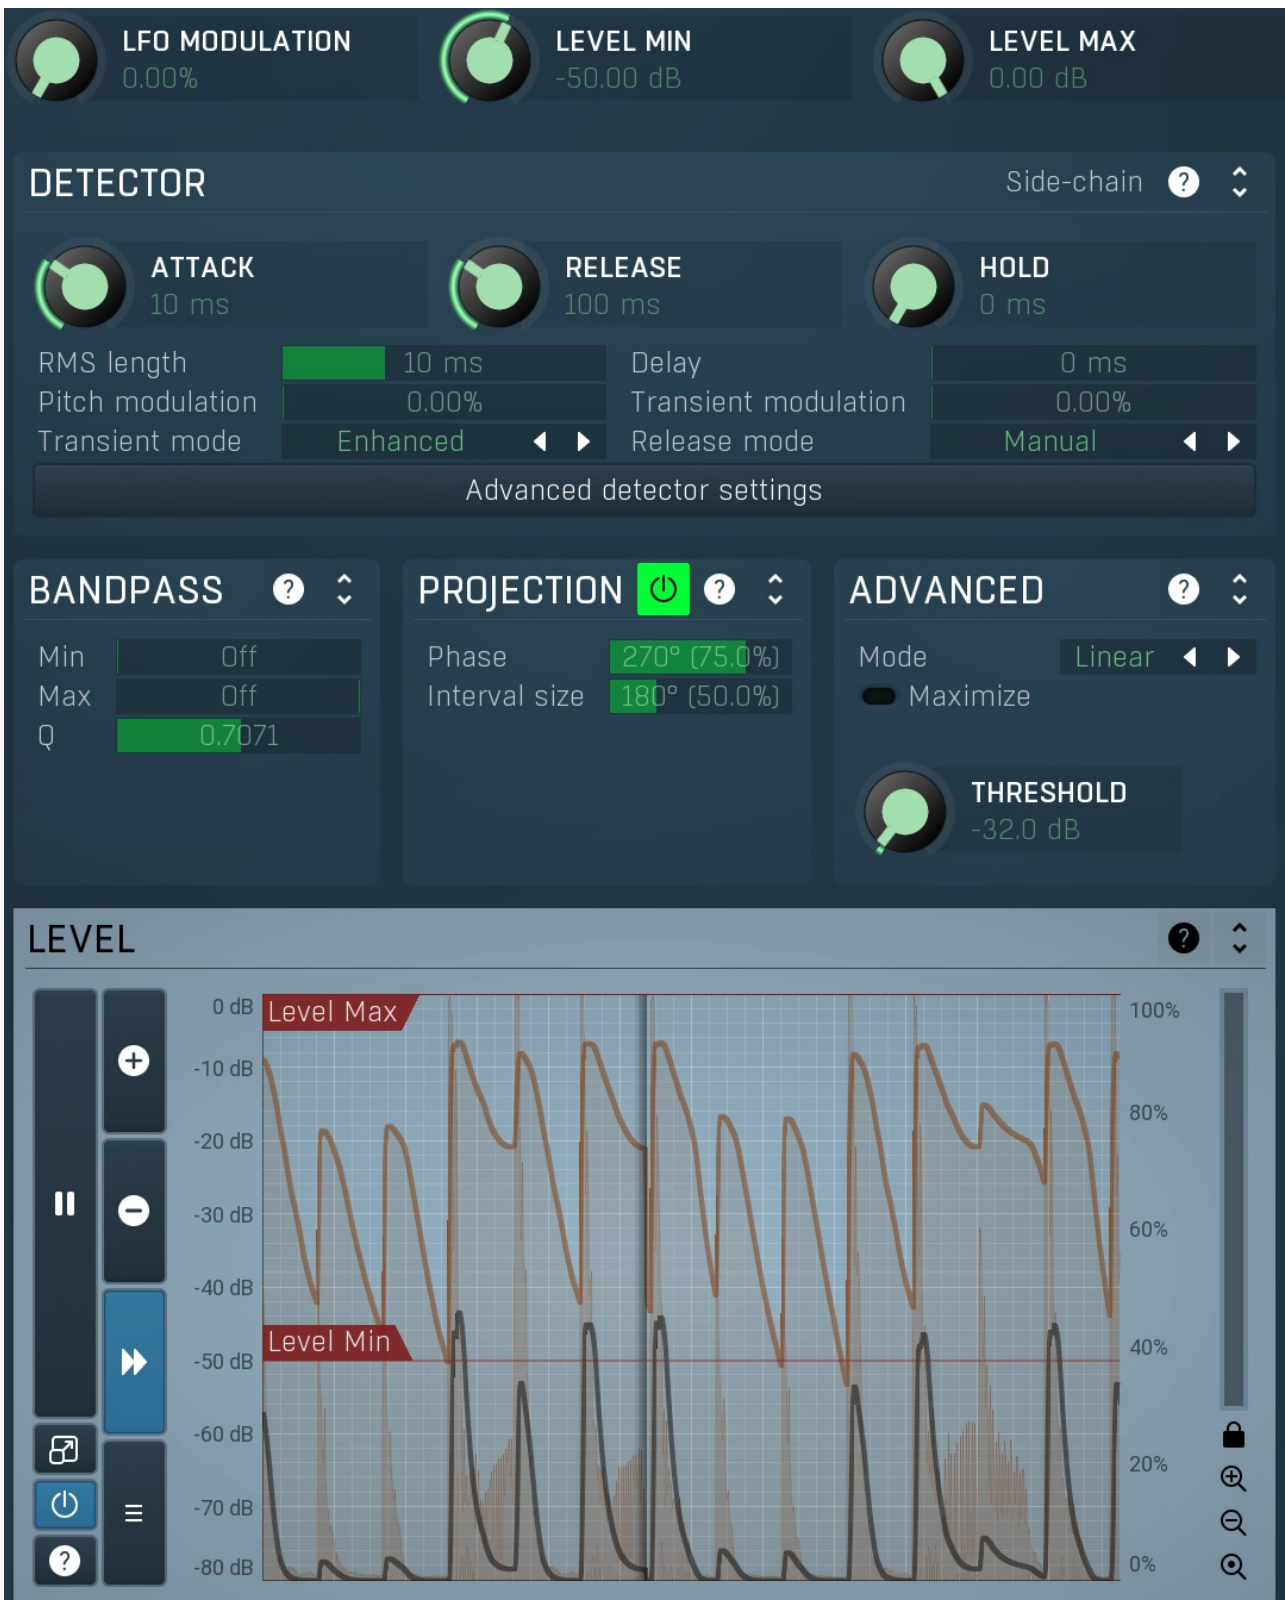 LFO MODULATION
0.00%
LEVEL MIN
-50.00 dB
LEVEL MAX
0.00 dB
DETECTOR
Side-chain ?
ATTACK
10 ms
RELEASE
100 ms
HOLD
0 ms
RMS length 10 ms
Delay 0 ms
Pitch modulation 0.00%
Transient modulation 0.00%
Transient mode Enhanced
Release mode Manual
Advanced detector settings
BANDPASS ?
Min Off
Max Off
Q 0.7071
PROJECTION ?
Phase 270° (75.0%)
Interval size 180° (50.0%)
ADVANCED ?
Mode Linear
Maximize
THRESHOLD
-32.0 dB
LEVEL ?
0 dB
-10 dB
-20 dB
-30 dB
-40 dB
-50 dB
-60 dB
-70 dB
-80 dB
Level Max
Level Min
100%
80%
60%
40%
20%
0%
?